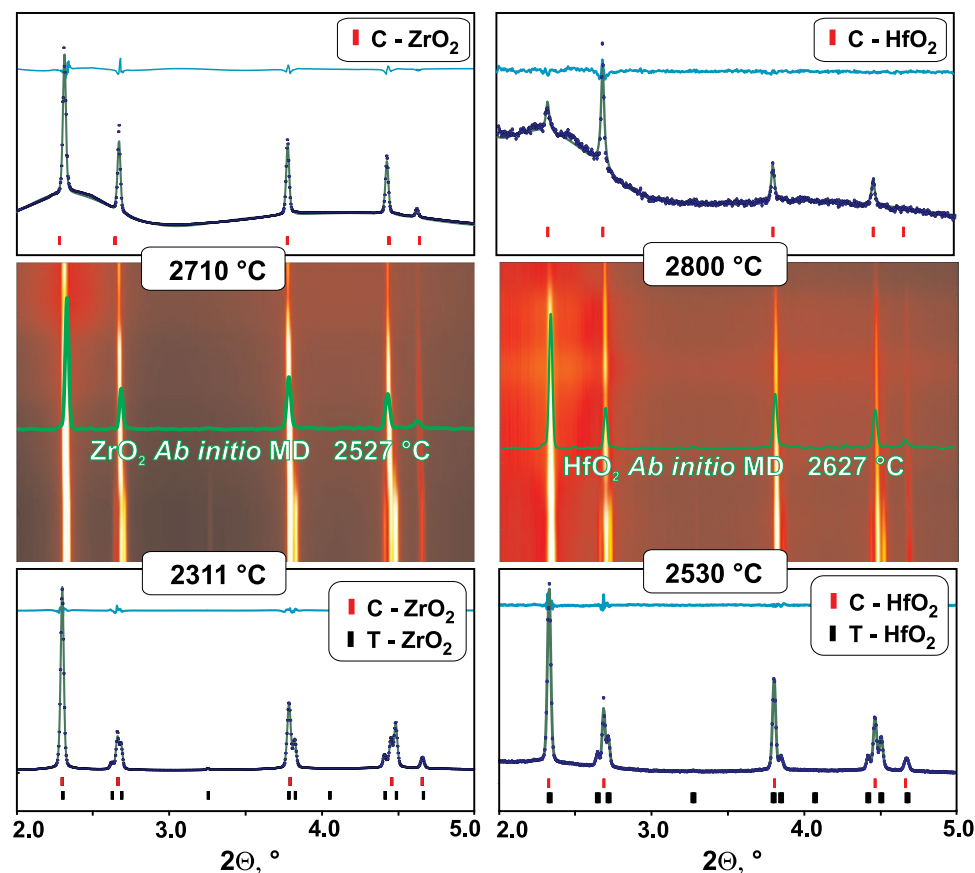 C - ZrO₂
C - HfO₂
2710 °C
2800 °C
ZrO₂ Ab initio MD 2527 °C
HfO₂ Ab initio MD 2627 °C
2311 °C
2530 °C
C - ZrO₂
T - ZrO₂
C - HfO₂
T - HfO₂
2.0 3.0 4.0 5.0
2.0 3.0 4.0 5.0
2Θ, °
2Θ, °